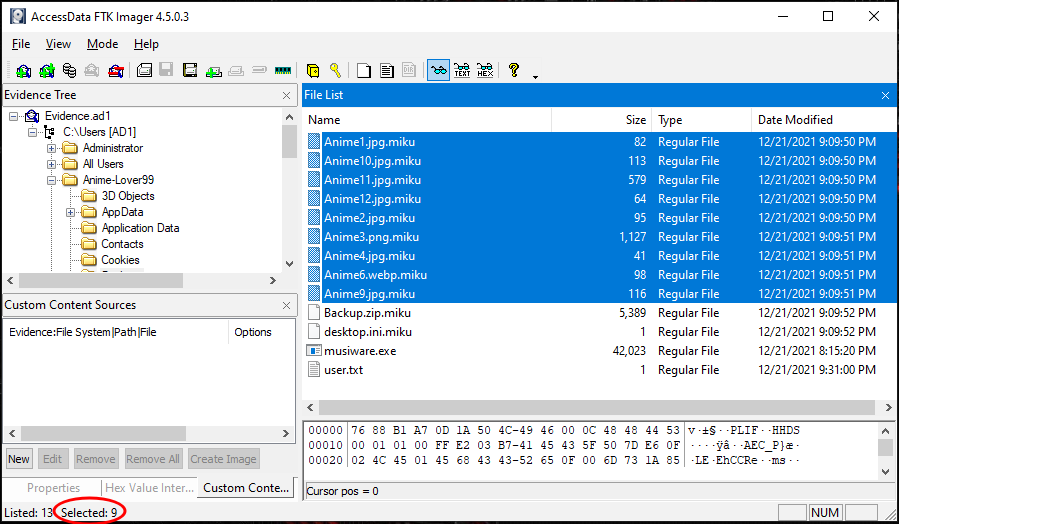 AccessData FTK Imager 4.5.0.3
File View Mode Help
TEXT HEX
Evidence Tree
Evidence.ad1
C:\Users [AD1]
Administrator
All Users
Anime-Lover99
3D Objects
AppData
Application Data
Contacts
Cookies
Custom Content Sources
Evidence:File System|Path|File Options
New Edit Remove Remove All Create Image
Properties Hex Value Inter... Custom Conte...
Listed: 13 Selected: 9
File List
Name Size Type Date Modified
Anime1.jpg.miku 82 Regular File 12/21/2021 9:09:50 PM
Anime10.jpg.miku 113 Regular File 12/21/2021 9:09:50 PM
Anime11.jpg.miku 579 Regular File 12/21/2021 9:09:50 PM
Anime12.jpg.miku 64 Regular File 12/21/2021 9:09:50 PM
Anime2.jpg.miku 95 Regular File 12/21/2021 9:09:50 PM
Anime3.png.miku 1,127 Regular File 12/21/2021 9:09:51 PM
Anime4.jpg.miku 41 Regular File 12/21/2021 9:09:51 PM
Anime6.webp.miku 98 Regular File 12/21/2021 9:09:51 PM
Anime9.jpg.miku 116 Regular File 12/21/2021 9:09:51 PM
Backup.zip.miku 5,389 Regular File 12/21/2021 9:09:52 PM
desktop.ini.miku 1 Regular File 12/21/2021 9:09:52 PM
musiware.exe 42,023 Regular File 12/21/2021 8:15:20 PM
user.txt 1 Regular File 12/21/2021 9:31:00 PM
00000 76 88 B1 A7 0D 1A 50 4C-49 46 00 0C 48 48 44 53 v·±§··PLIF··HHDS
00010 00 01 01 00 FF E2 03 B7-41 45 43 5F 50 7D E6 0F ····ÿâ··AEC_P}æ·
00020 02 4C 45 01 45 68 43 43-52 65 0F 00 6D 73 1A 85 ·LE·EhCCRe··ms··
Cursor pos = 0
NUM